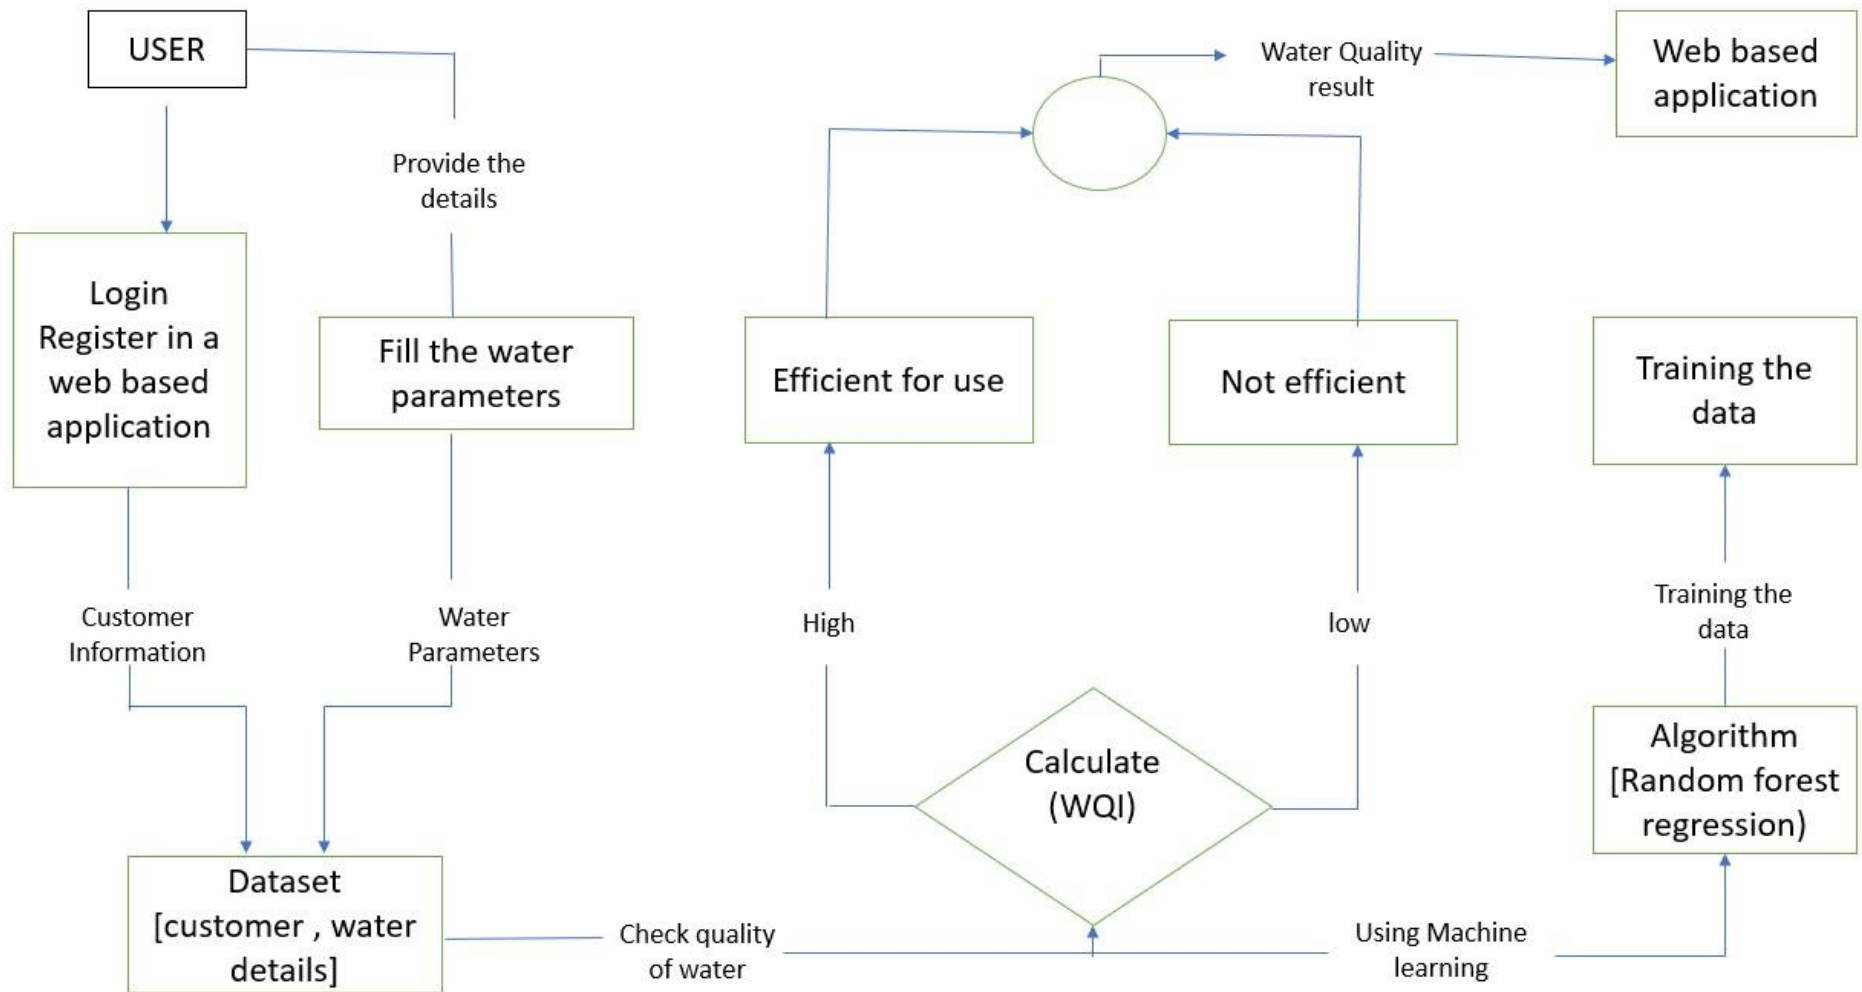 USER
Provide the
details
Login
Register in a
web based
application
Fill the water
parameters
Customer
Information
Water
Parameters
Dataset
[customer , water
details]
Check quality
of water
Calculate
(WQI)
High
low
Efficient for use
Not efficient
Water Quality
result
Web based
application
Using Machine
learning
Algorithm
[Random forest
regression)
Training the
data
Training the
data